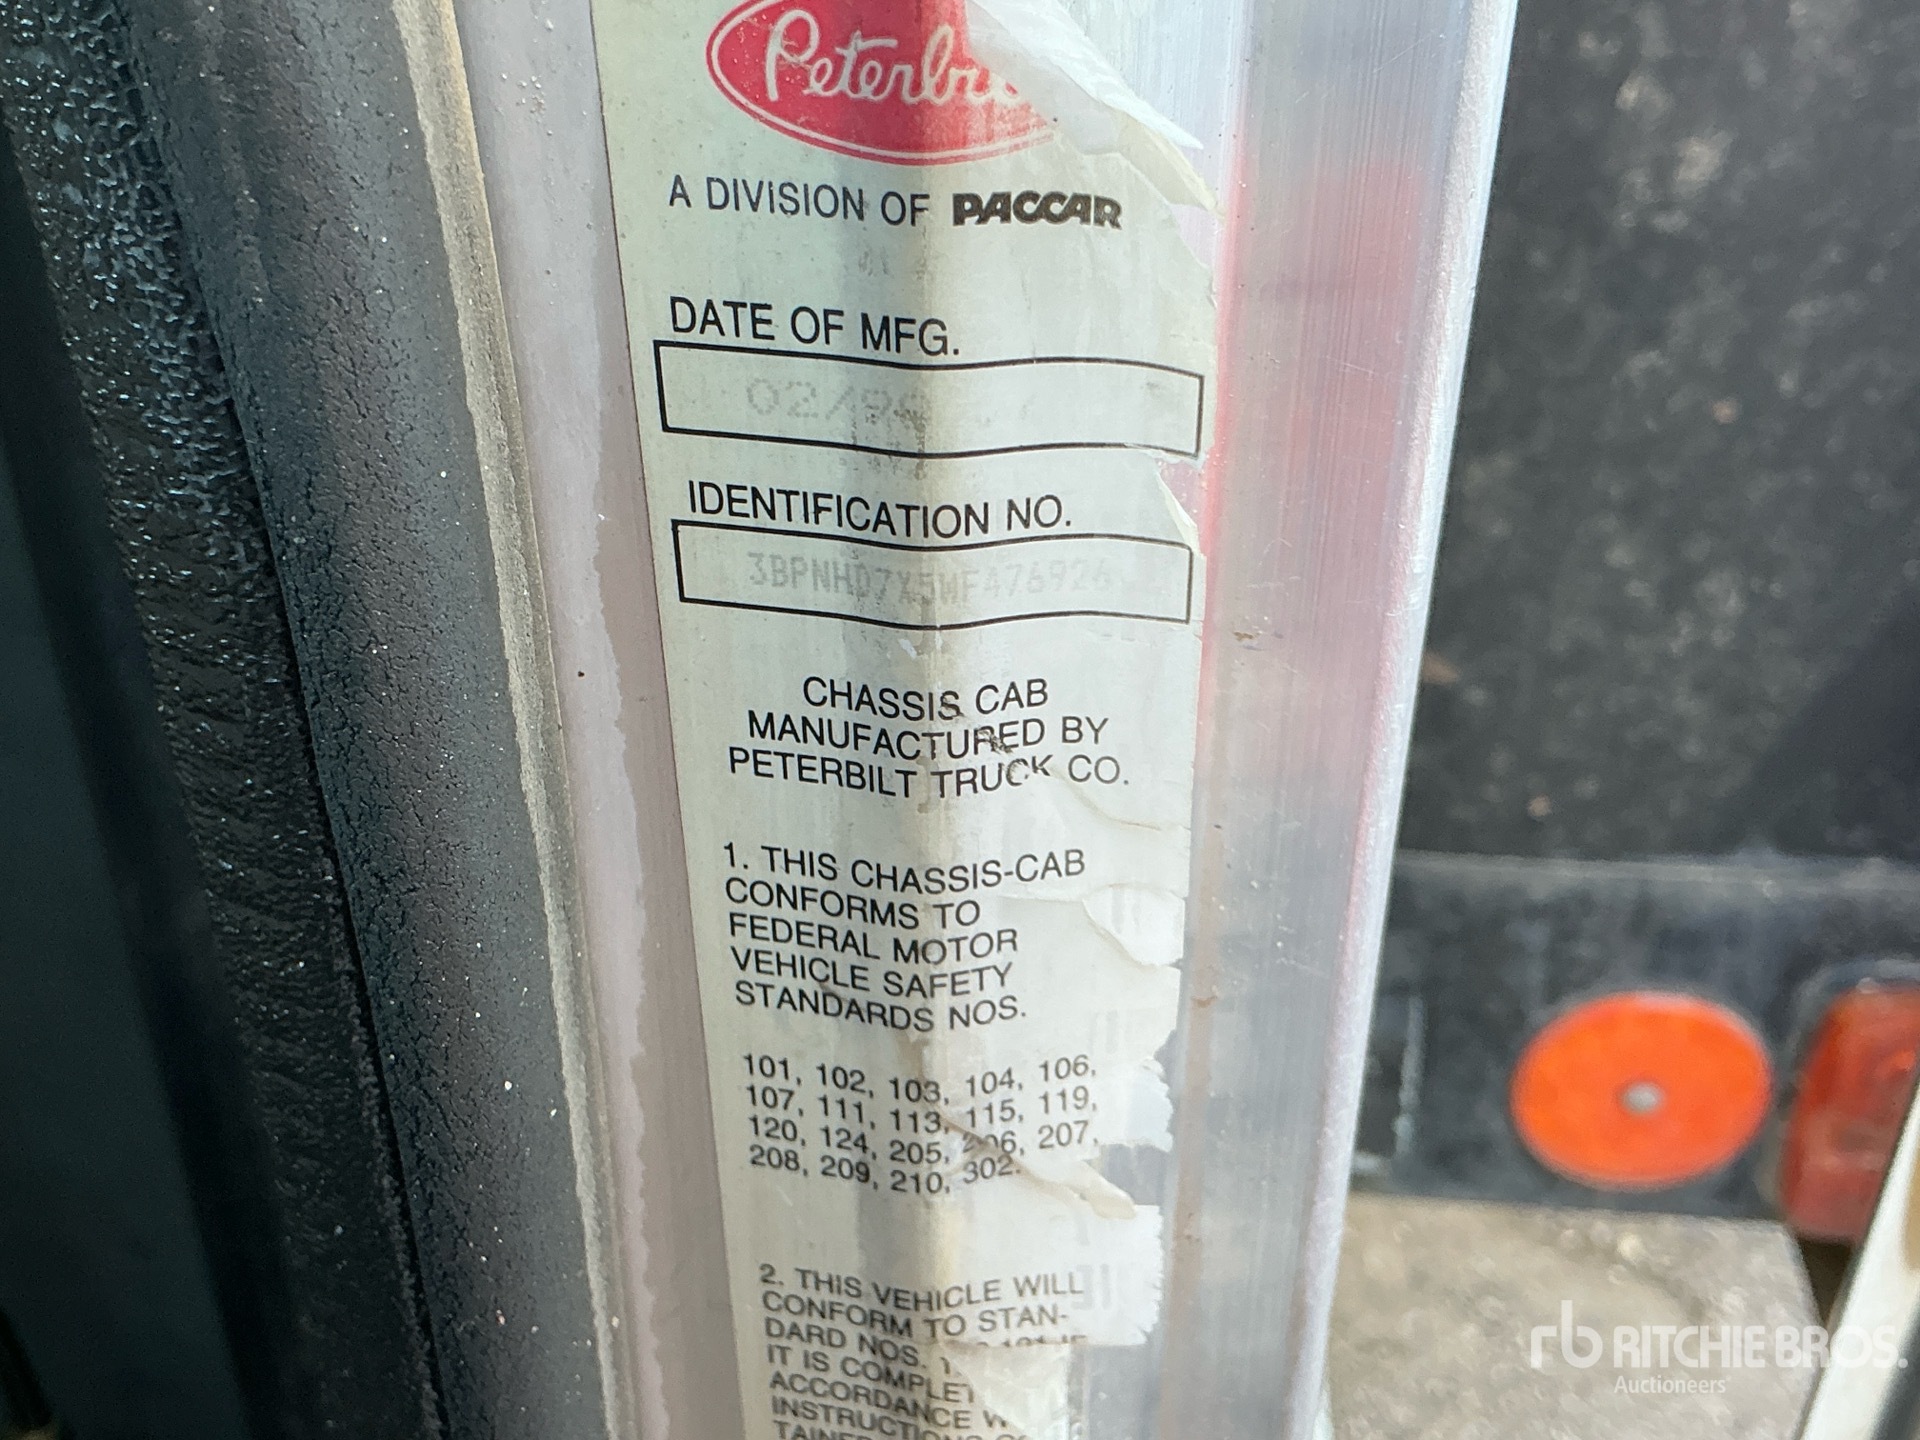 A DIVISION OF PACCAR
DATE OF MFG.
IDENTIFICATION NO.
3BPNHD7X5WF476926
CHASSIS CAB
MANUFACTURED BY
PETERBILT TRUCK CO.
1. THIS CHASSIS-CAB
CONFORMS TO
FEDERAL MOTOR
VEHICLE SAFETY
STANDARDS NOS.
101, 102, 103, 104, 106,
107, 111, 113, 115, 119,
120, 124, 205, 206, 207,
208, 209, 210, 302.
2. THIS VEHICLE WILL
CONFORM TO STAN-
DARD NOS.
IT IS
ACCORDANCE
rb RITCHIE BROS.
Auctioneers